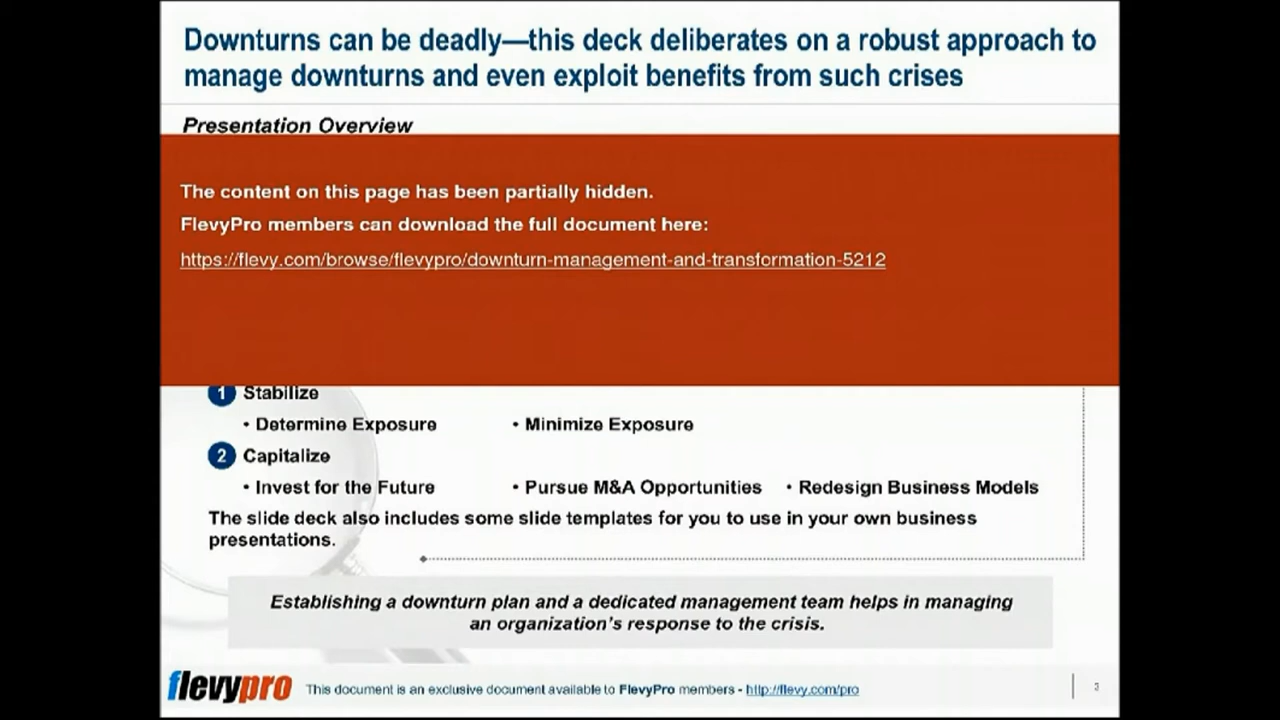 Downturns can be deadly—this deck deliberates on a robust approach to
manage downturns and even exploit benefits from such crises
Presentation Overview
The content on this page has been partially hidden.
FlevyPro members can download the full document here:
https://flevy.com/browse/flevypro/downturn-management-and-transformation-5212
1 Stabilize
• Determine Exposure • Minimize Exposure
2 Capitalize
• Invest for the Future • Pursue M&A Opportunities • Redesign Business Models
The slide deck also includes some slide templates for you to use in your own business
presentations.
Establishing a downturn plan and a dedicated management team helps in managing
an organization's response to the crisis.
flevypro This document is an exclusive document available to FlevyPro members - http://flevy.com/pro 3